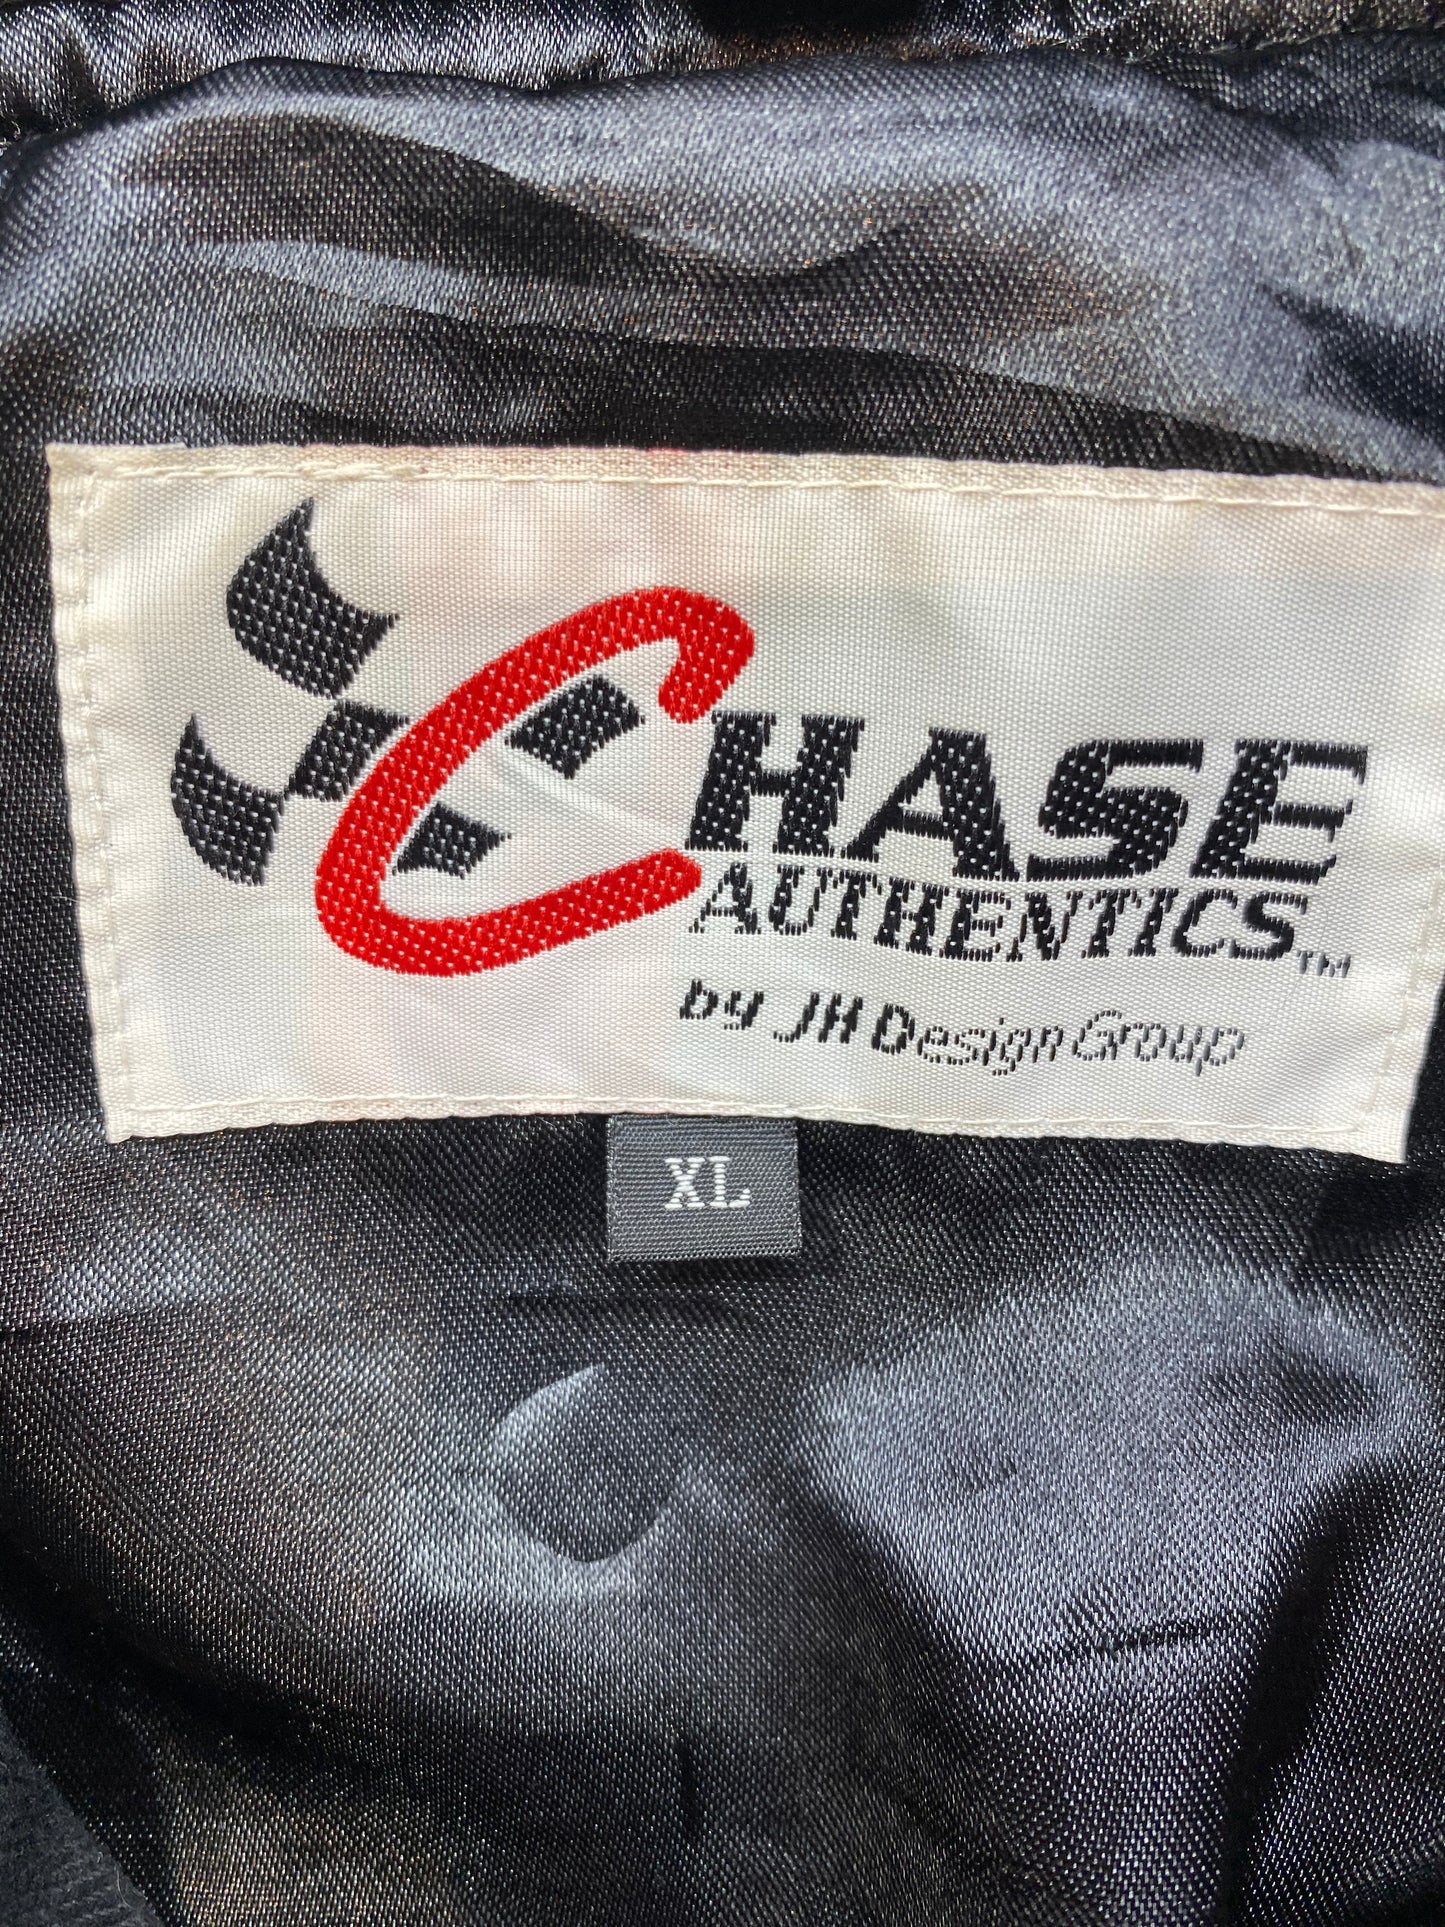 CHASE
AUTHENTICS™
by JH Design Group
XL